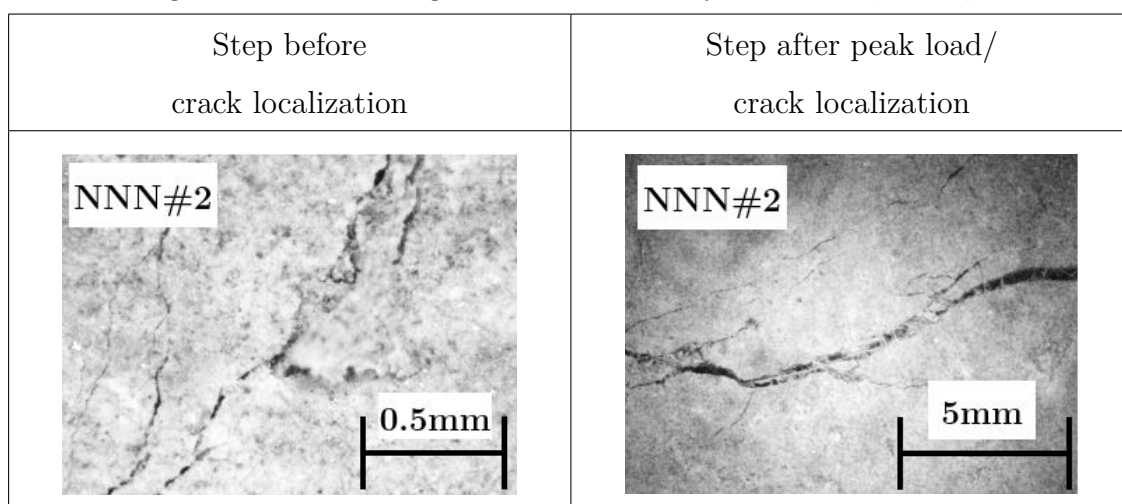 Step before
crack localization
Step after peak load/
crack localization
NNN#2
0.5mm
NNN#2
5mm